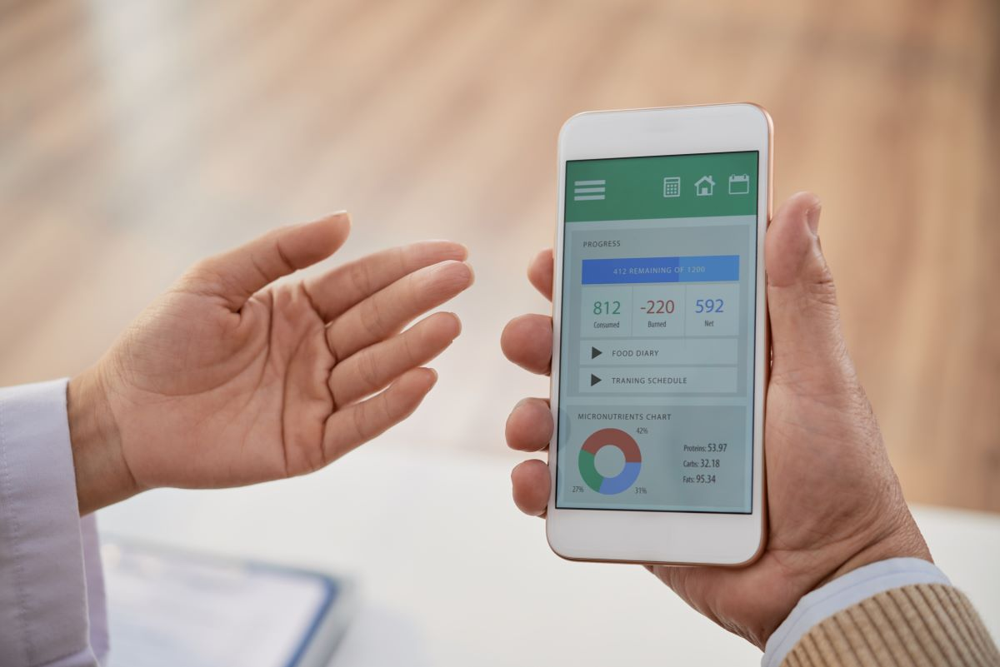 PROGRESS
412 REMAINING OF 1200
812 -220 592
Consumed Burned Net
FOOD DIARY
TRANING SCHEDULE
MICRONUTRIENTS CHART
42%
Proteins: 53.97
Carbs: 32.18
Fats: 95.34
27% 31%